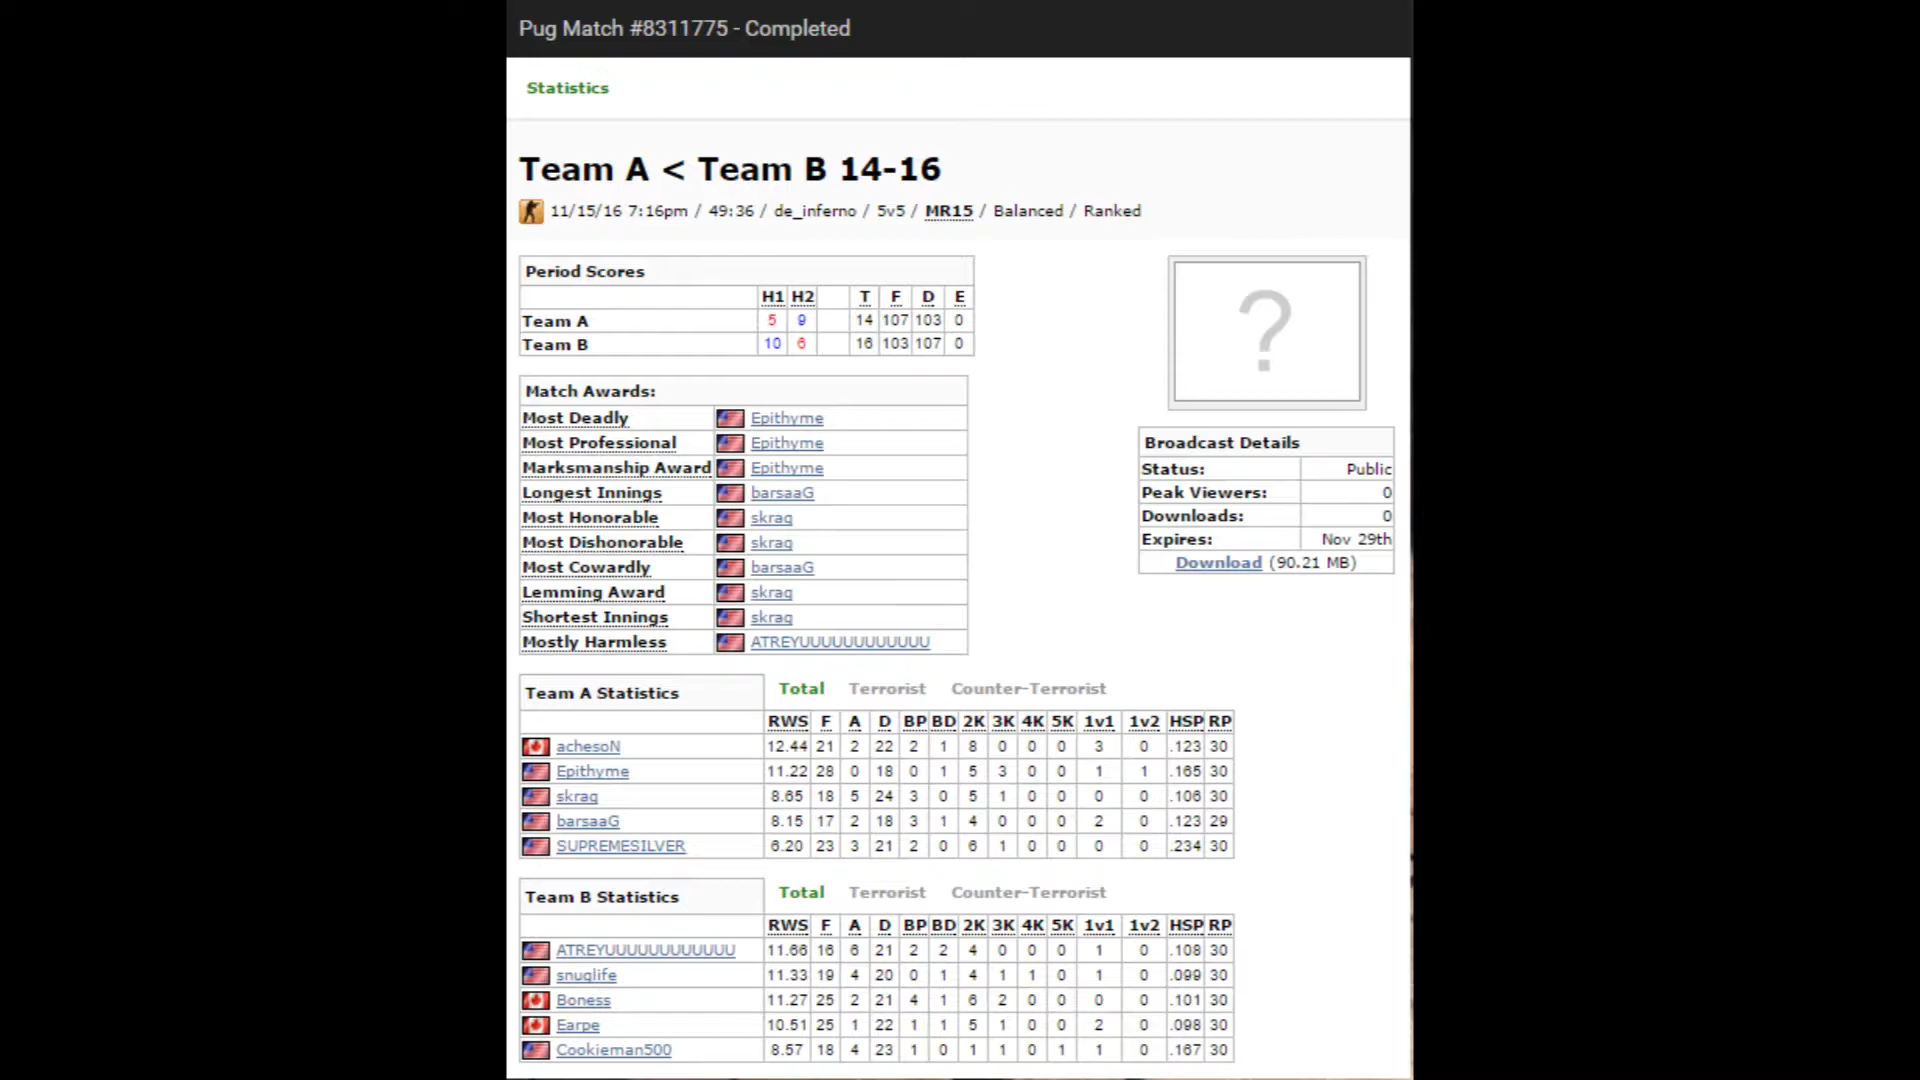 Pug Match #8311775 - Completed
Statistics
Team A < Team B 14-16
11/15/16 7:16pm / 49:36 / de_inferno / 5v5 / MR15 / Balanced / Ranked
Period Scores
H1 H2 T F D E
Team A 5 9 14 107 103 0
Team B 10 6 16 103 107 0
?
Match Awards:
Most Deadly Epithyme
Most Professional Epithyme
Marksmanship Award Epithyme
Longest Innings barsaaG
Most Honorable skraq
Most Dishonorable skraq
Most Cowardly barsaaG
Lemming Award skraq
Shortest Innings skraq
Mostly Harmless ATREYUUUUUUUUUUUU
Broadcast Details
Status: Public
Peak Viewers: 0
Downloads: 0
Expires: Nov 29th
Download (90.21 MB)
Team A Statistics Total Terrorist Counter-Terrorist
RWS F A D BP BD 2K 3K 4K 5K 1v1 1v2 HSP RP
achesoN 12.44 21 2 22 2 1 8 0 0 0 3 0 .123 30
Epithyme 11.22 28 0 18 0 1 5 3 0 0 1 1 .165 30
skraq 8.65 18 5 24 3 0 5 1 0 0 0 0 .106 30
barsaaG 8.15 17 2 18 3 1 4 0 0 0 2 0 .123 29
SUPREMESILVER 6.20 23 3 21 2 0 6 1 0 0 0 0 .234 30
Team B Statistics Total Terrorist Counter-Terrorist
RWS F A D BP BD 2K 3K 4K 5K 1v1 1v2 HSP RP
ATREYUUUUUUUUUUUU 11.66 16 6 21 2 2 4 0 0 0 1 0 .108 30
snuglife 11.33 19 4 20 0 1 4 1 1 0 1 0 .099 30
Boness 11.27 25 2 21 4 1 6 2 0 0 0 0 .101 30
Earpe 10.51 25 1 22 1 1 5 1 0 0 2 0 .098 30
Cookieman500 8.57 18 4 23 1 0 1 1 0 1 1 0 .167 30